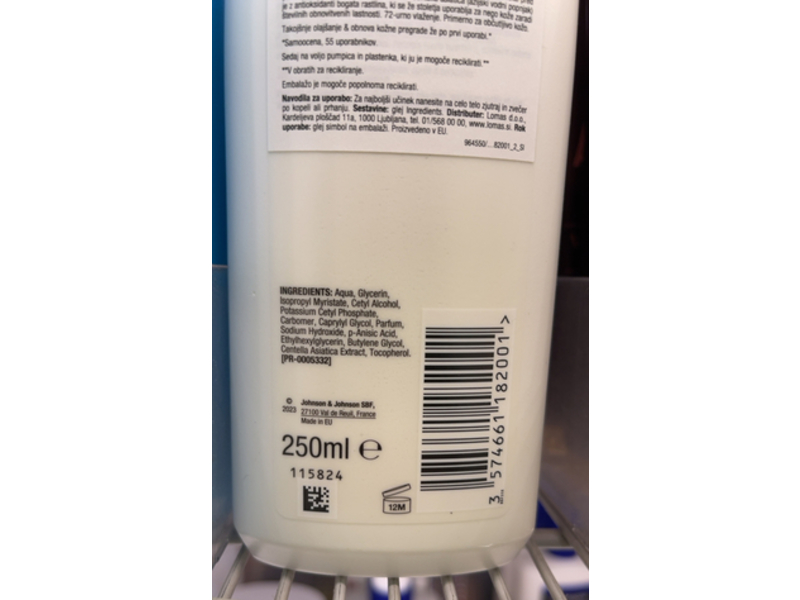 je z antioksidanti bogata rastlina, ki se že stoletja uporablja za nego kože zaradi
številnih obnovitvenih lastnosti. 72-urno vlaženje. Primerno za občutljivo kožo.
Takojšnje olajšanje & obnova kožne pregrade že po prvi uporabi.*
*Samoocena, 55 uporabnikov.
Sedaj na voljo pumpica in plastenka, ki ju je mogoče reciklirati.**
**V obratih za recikliranje.
Embalažo je mogoče popolnoma reciklirati.
Navodila za uporabo: Za najboljši učinek nanesite na celo telo zjutraj in zvečer
po kopeli ali prhanju. Sestavine: glej Ingredients. Distributer: Lomas d.o.o.,
Kardeljeva ploščad 11a, 1000 Ljubljana, tel. 01/568 00 00, www.lomas.si. Rok
uporabe: glej simbol na embalaži. Proizvedeno v EU.
964550/...82001_2_SI
INGREDIENTS: Aqua, Glycerin,
Isopropyl Myristate, Cetyl Alcohol,
Potassium Cetyl Phosphate,
Carbomer, Caprylyl Glycol, Parfum,
Sodium Hydroxide, p-Anisic Acid,
Ethylhexylglycerin, Butylene Glycol,
Centella Asiatica Extract, Tocopherol.
[PR-0005332]
© 2023 Johnson & Johnson SBF,
27100 Val de Reuil, France
Made in EU
250ml e
115824
12M
3 574661 182001 >